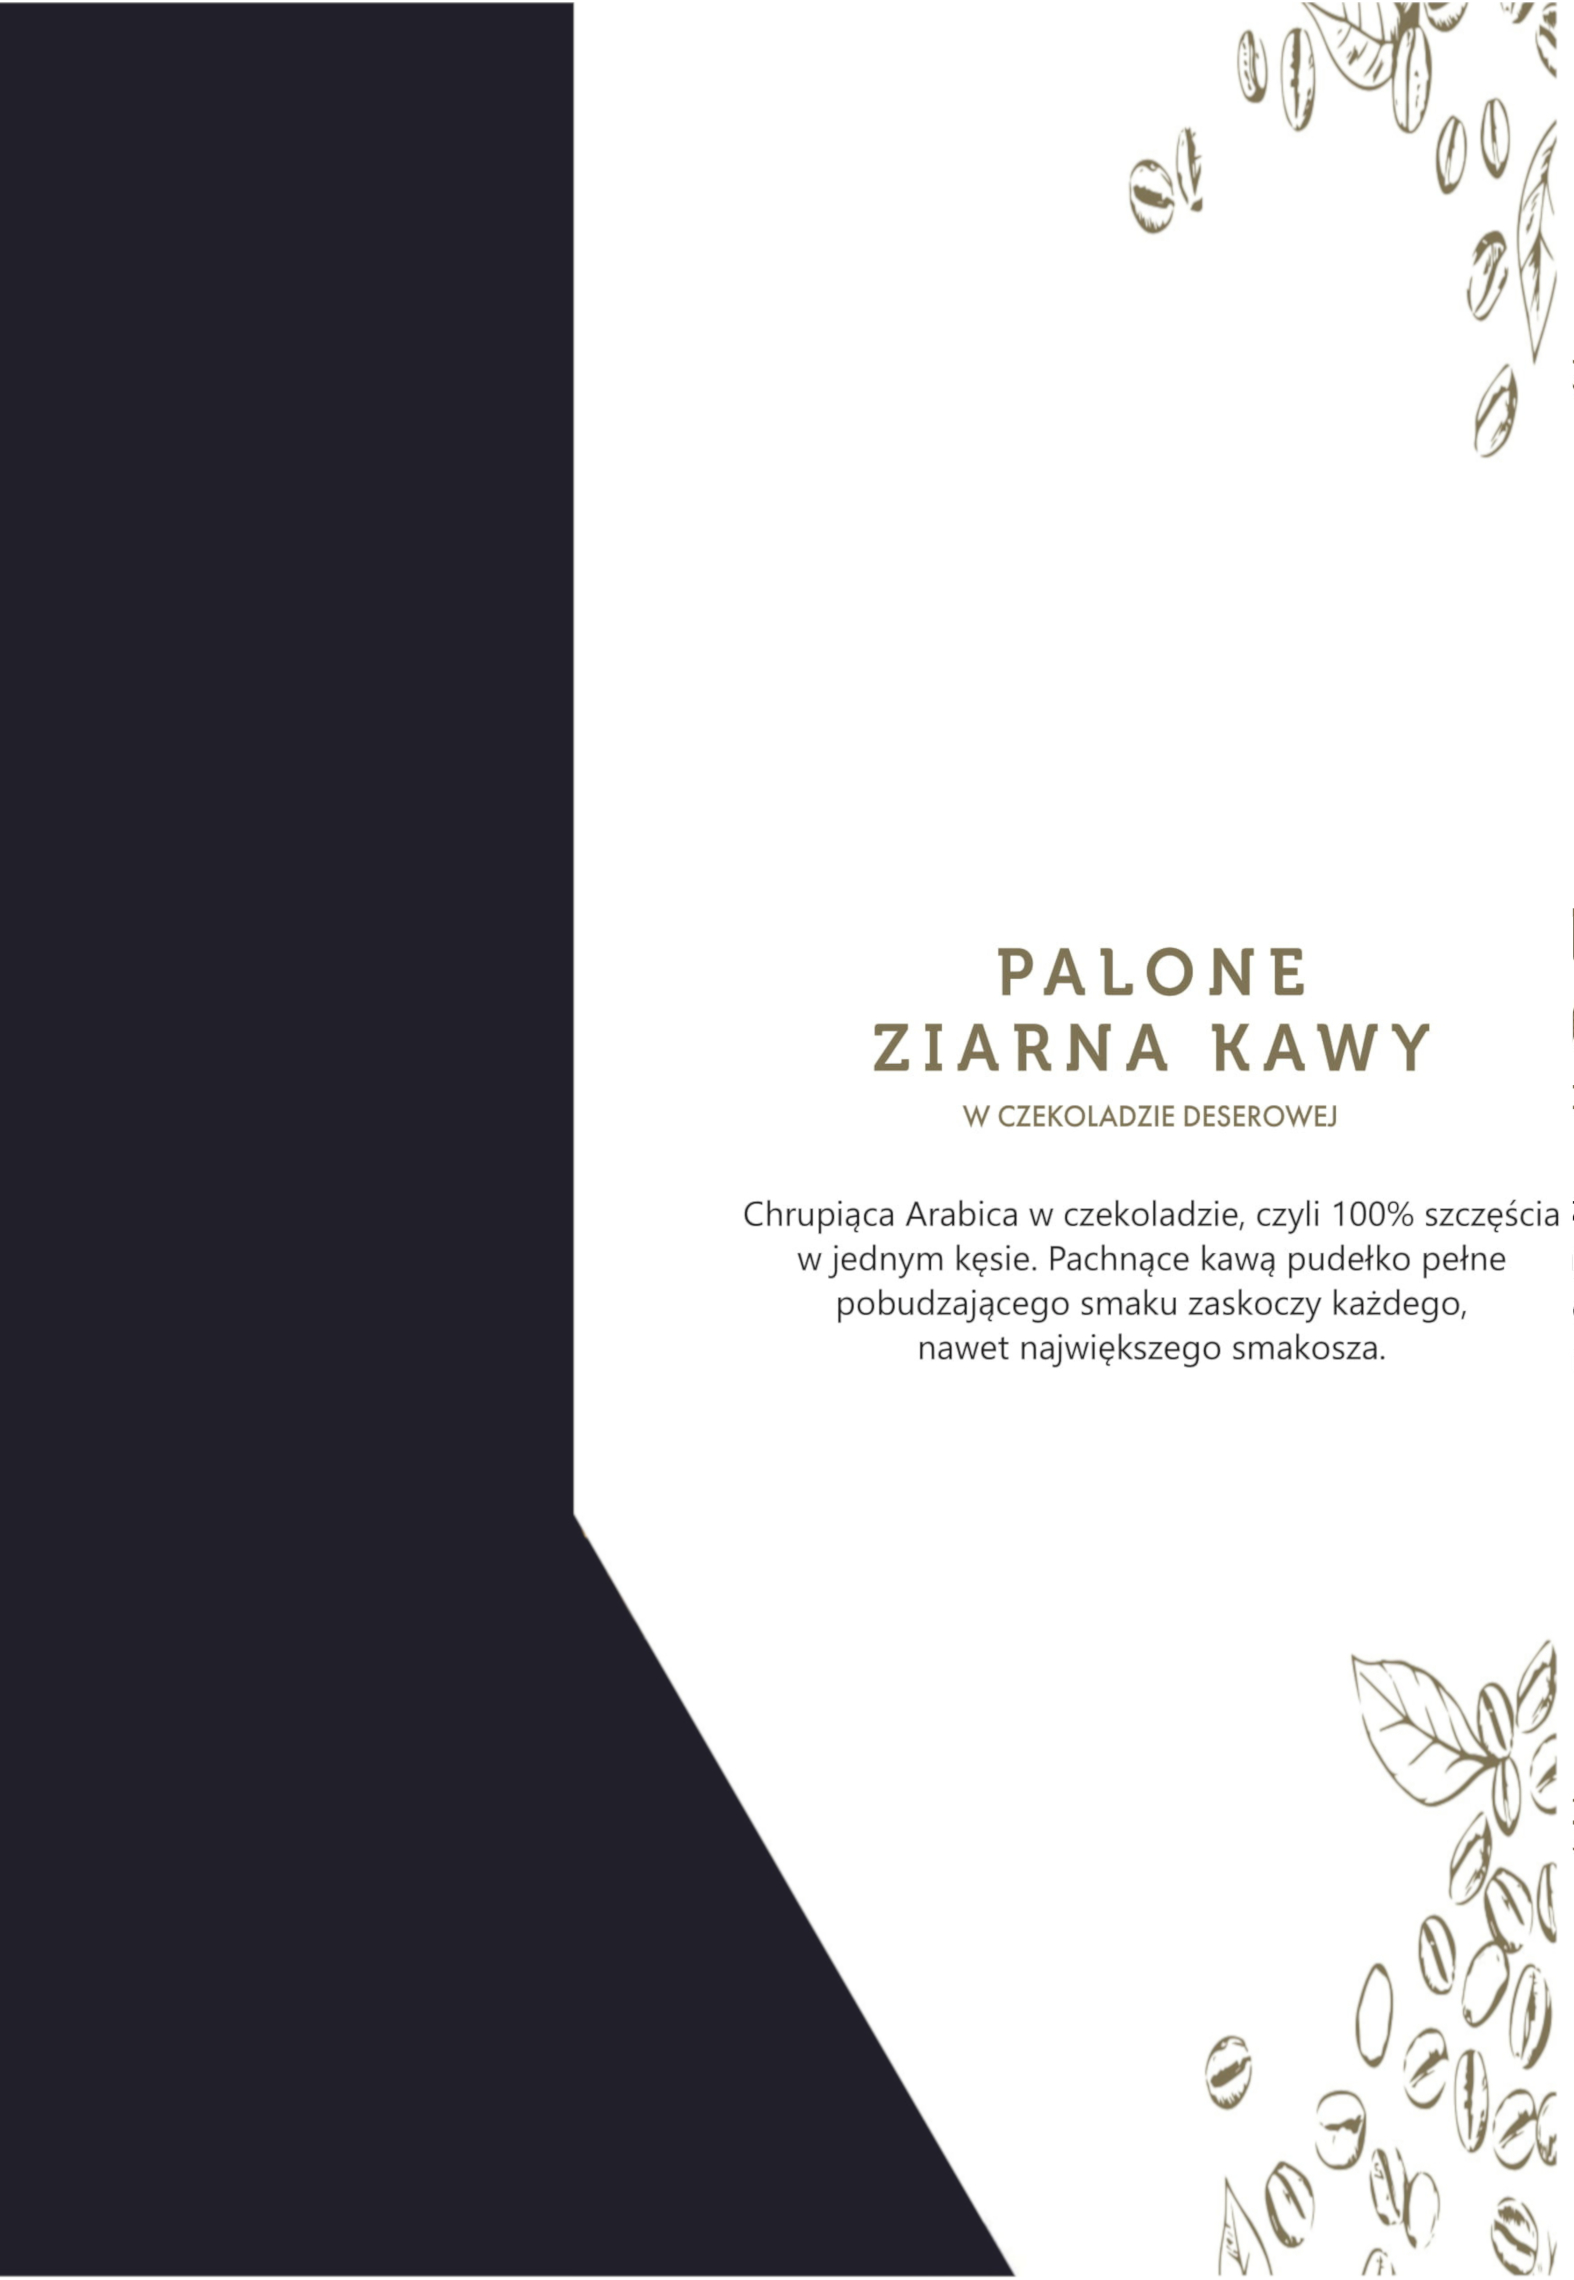 PALONE
ZIARNA KAWY
W CZEKOLADZIE DESEROWEJ
Chrupiąca Arabica w czekoladzie, czyli 100% szczęścia
w jednym kęsie. Pachnące kawą pudełko pełne
pobudzającego smaku zaskoczy każdego,
nawet największego smakosza.